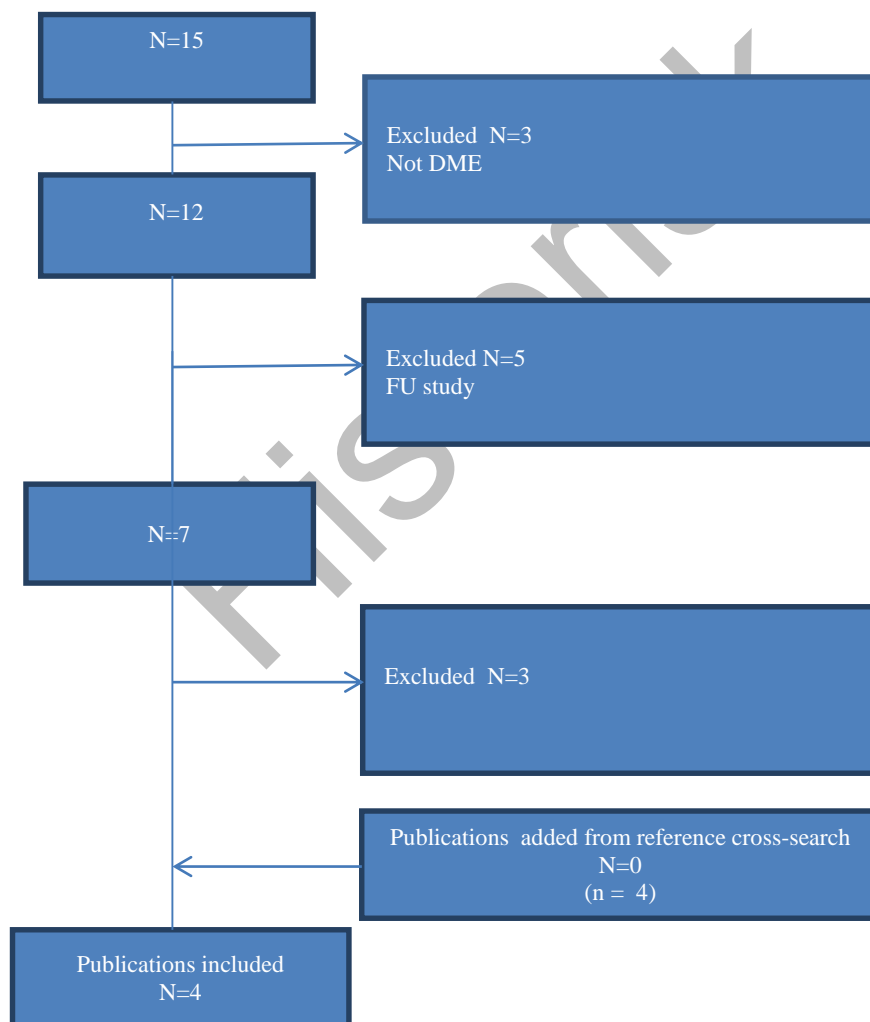 N=15
Excluded N=3
Not DME
N=12
Excluded N=5
FU study
N=7
Excluded N=3
Publications added from reference cross-search
N=0
(n = 4)
Publications included
N=4